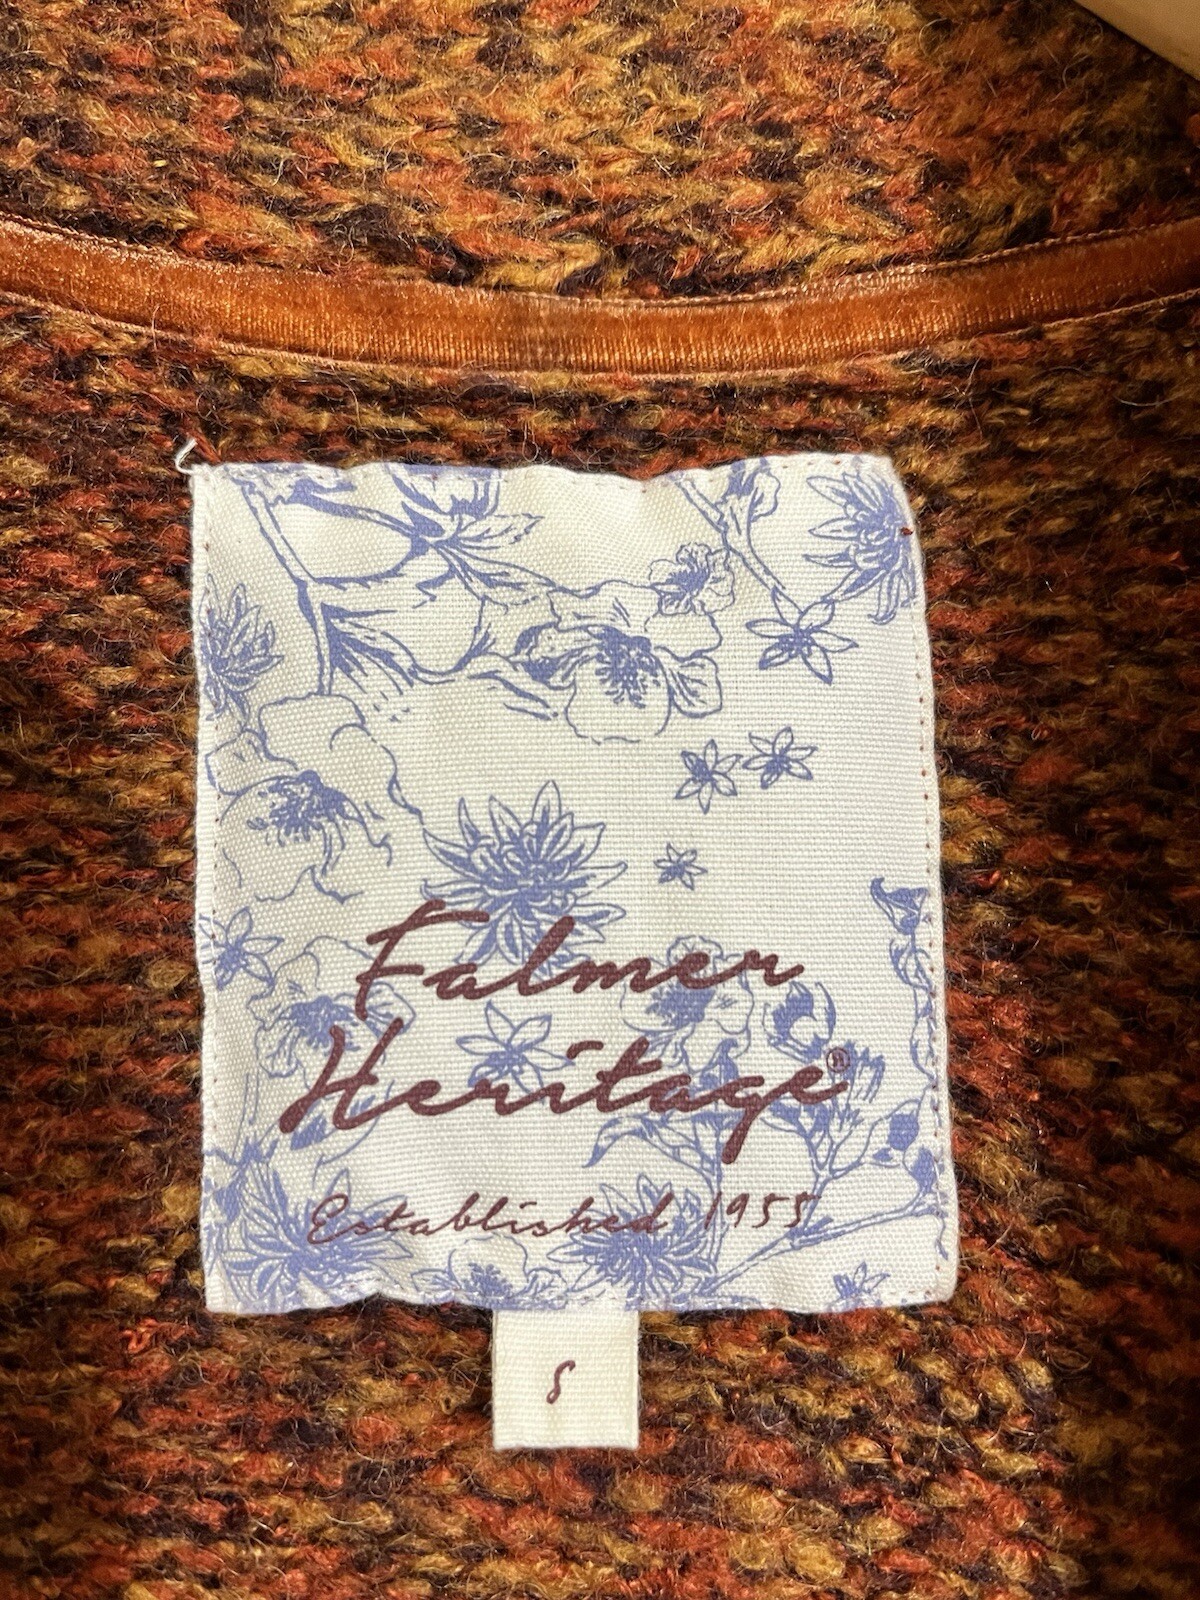 Falmer
Heritage®
Established 1955
S